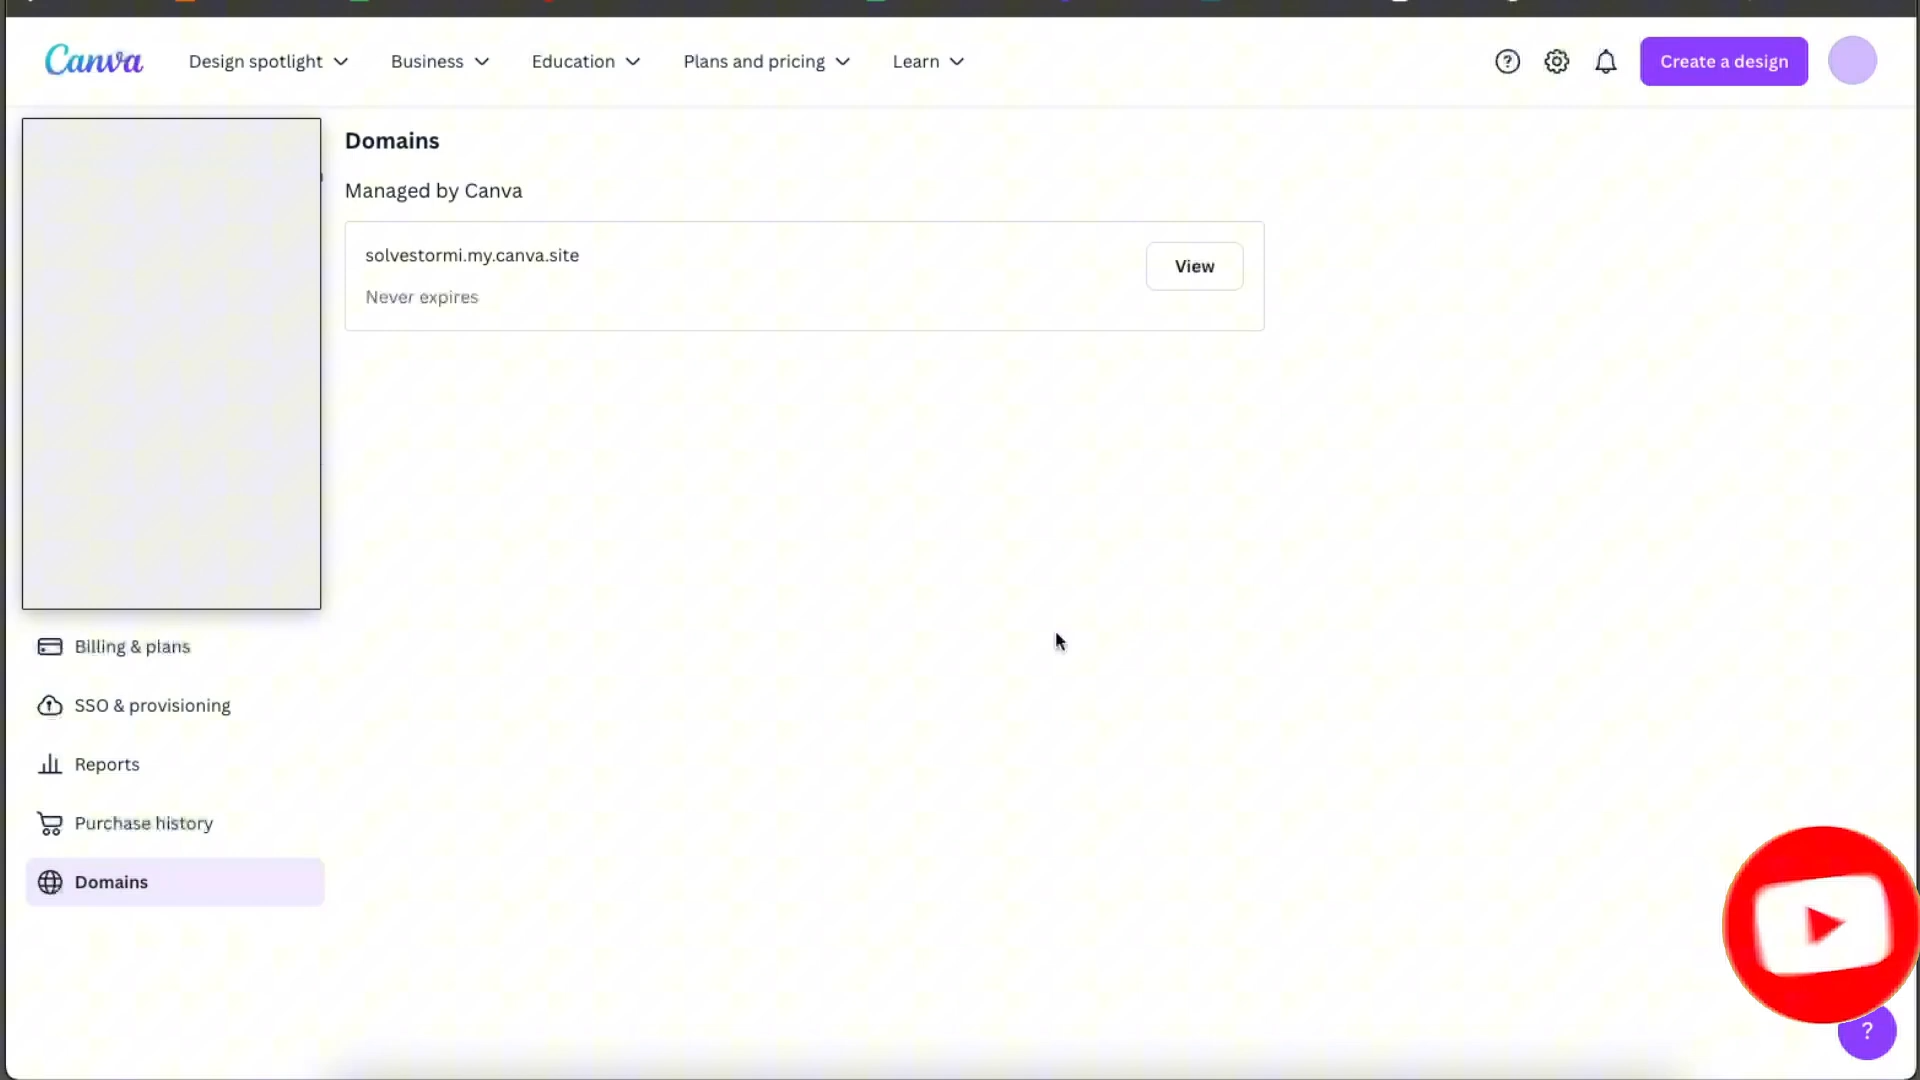 Canva Design spotlight Business Education Plans and pricing Learn Create a design
Domains
Managed by Canva
solvestormi.my.canva.site
View
Never expires
Billing & plans
SSO & provisioning
Reports
Purchase history
Domains
?